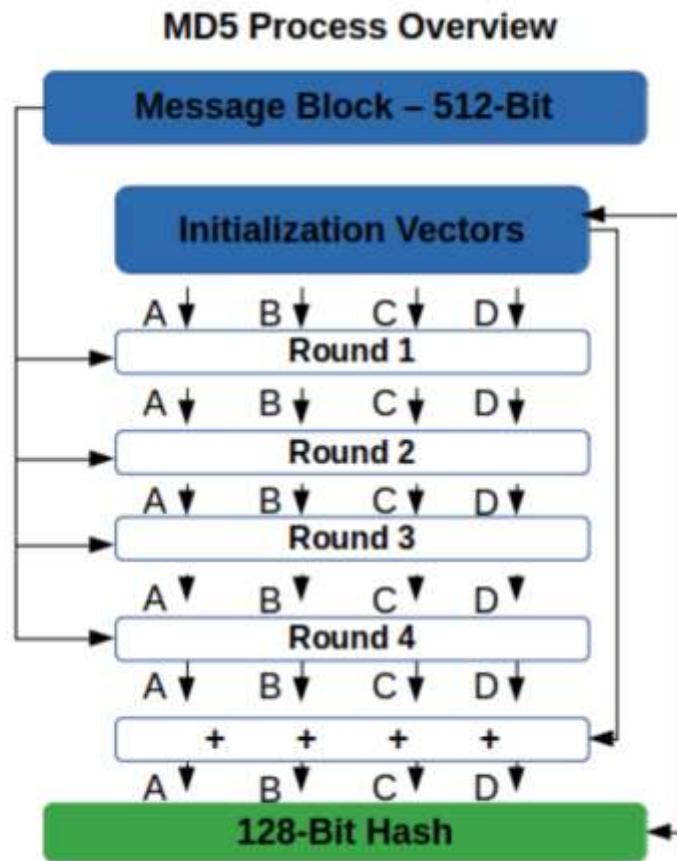 MD5 Process Overview
Message Block – 512-Bit
Initialization Vectors
A B C D
Round 1
A B C D
Round 2
A B C D
Round 3
A B C D
Round 4
A B C D
+ + + +
A B C D
128-Bit Hash